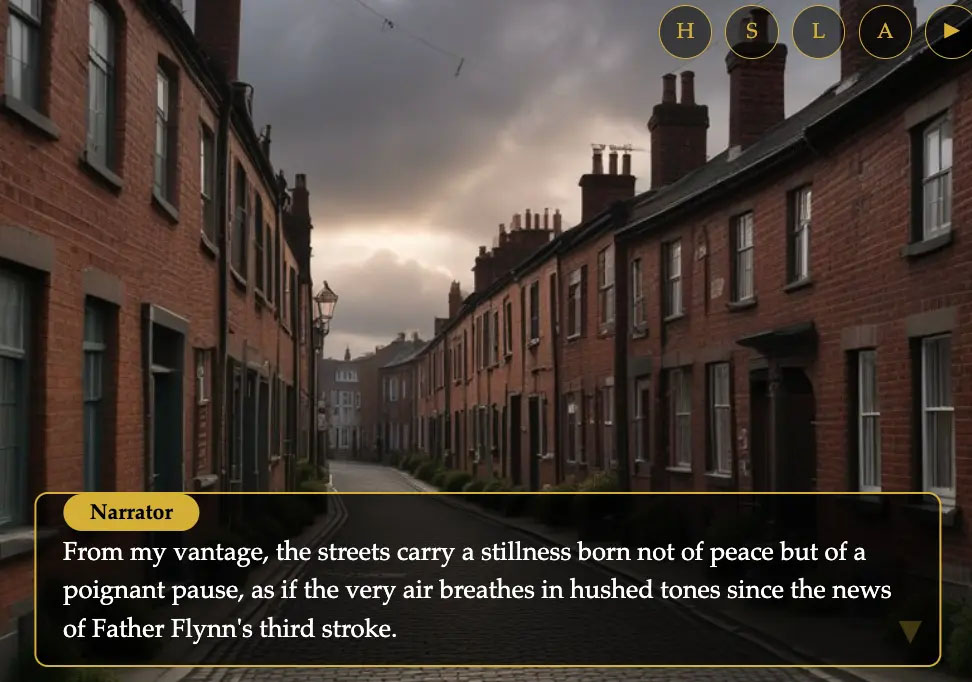 H S L A
Narrator
From my vantage, the streets carry a stillness born not of peace but of a
poignant pause, as if the very air breathes in hushed tones since the news
of Father Flynn's third stroke.